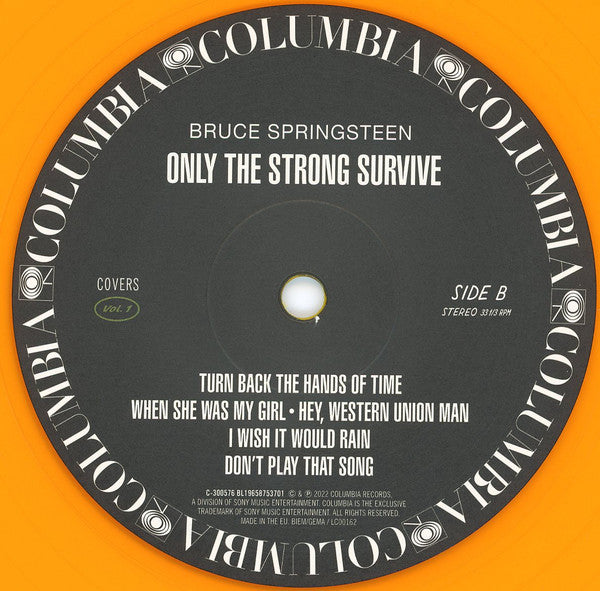 COLUMBIA COLUMBIA COLUMBIA COLUMBIA COLUMBIA COLUMBIA COLUMBIA
BRUCE SPRINGSTEEN
ONLY THE STRONG SURVIVE
COVERS
Vol. 1
SIDE B
STEREO 33 1/3 RPM
TURN BACK THE HANDS OF TIME
WHEN SHE WAS MY GIRL • HEY, WESTERN UNION MAN
I WISH IT WOULD RAIN
DON'T PLAY THAT SONG
C-300576 BL19658753701 © & ℗ 2022 COLUMBIA RECORDS,
A DIVISION OF SONY MUSIC ENTERTAINMENT. COLUMBIA IS THE EXCLUSIVE
TRADEMARK OF SONY MUSIC ENTERTAINMENT. ALL RIGHTS RESERVED.
MADE IN THE EU. BIEM/GEMA / LC00162